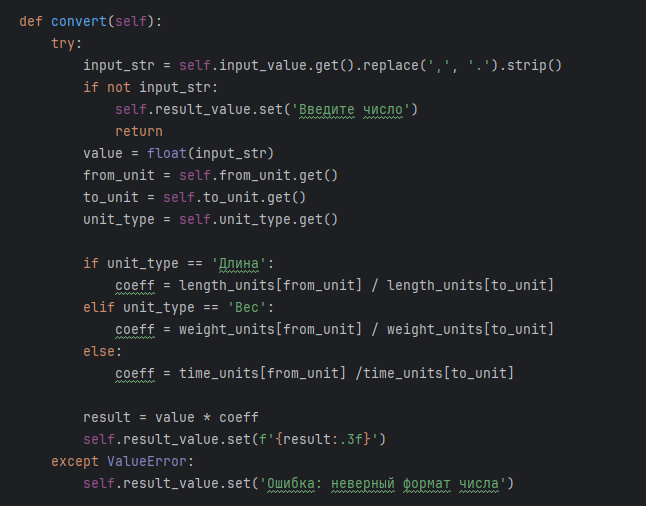 def convert(self):
    try:
        input_str = self.input_value.get().replace(',', '.').strip()
        if not input_str:
            self.result_value.set('Введите число')
            return
        value = float(input_str)
        from_unit = self.from_unit.get()
        to_unit = self.to_unit.get()
        unit_type = self.unit_type.get()

        if unit_type == 'Длина':
            coeff = length_units[from_unit] / length_units[to_unit]
        elif unit_type == 'Вес':
            coeff = weight_units[from_unit] / weight_units[to_unit]
        else:
            coeff = time_units[from_unit] /time_units[to_unit]

        result = value * coeff
        self.result_value.set(f'{result:.3f}')
    except ValueError:
        self.result_value.set('Ошибка: неверный формат числа')